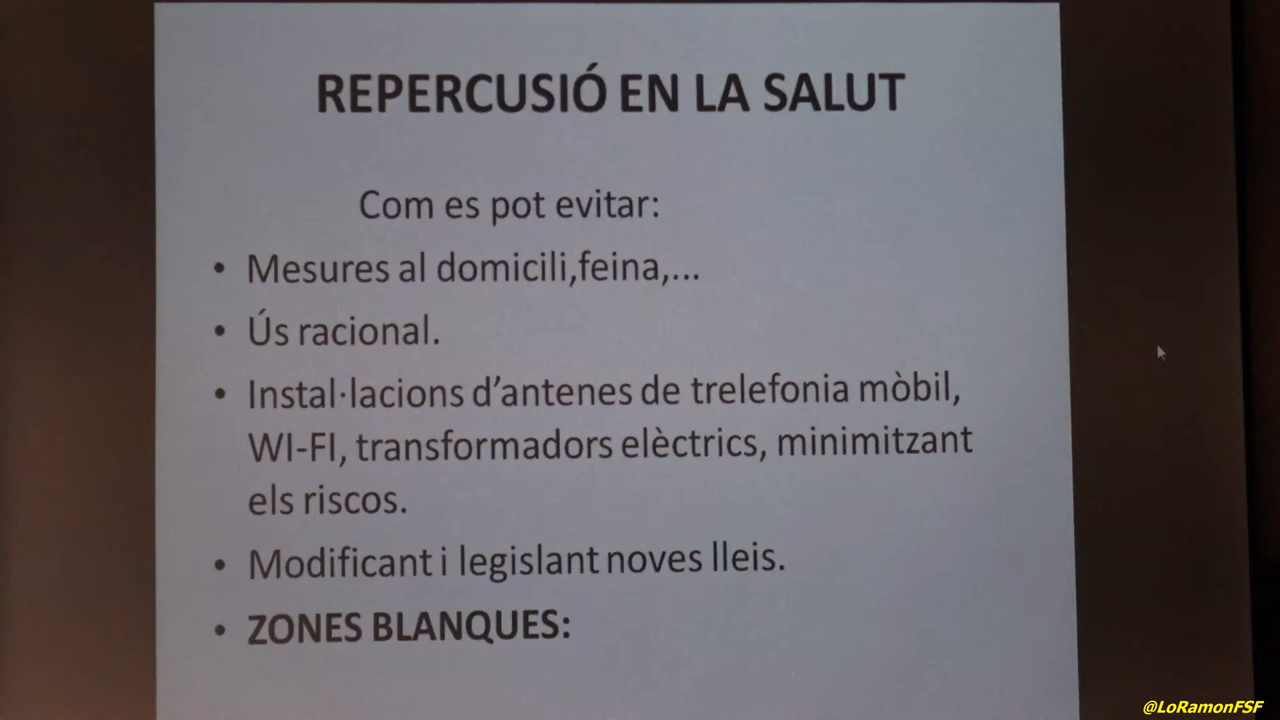 REPERCUSIÓ EN LA SALUT
Com es pot evitar:
• Mesures al domicili,feina,...
• Ús racional.
• Instal·lacions d'antenes de trelefonia mòbil,
WI-FI, transformadors elèctrics, minimitzant
els riscos.
• Modificant i legislant noves lleis.
• ZONES BLANQUES:
@LoRamonFSF